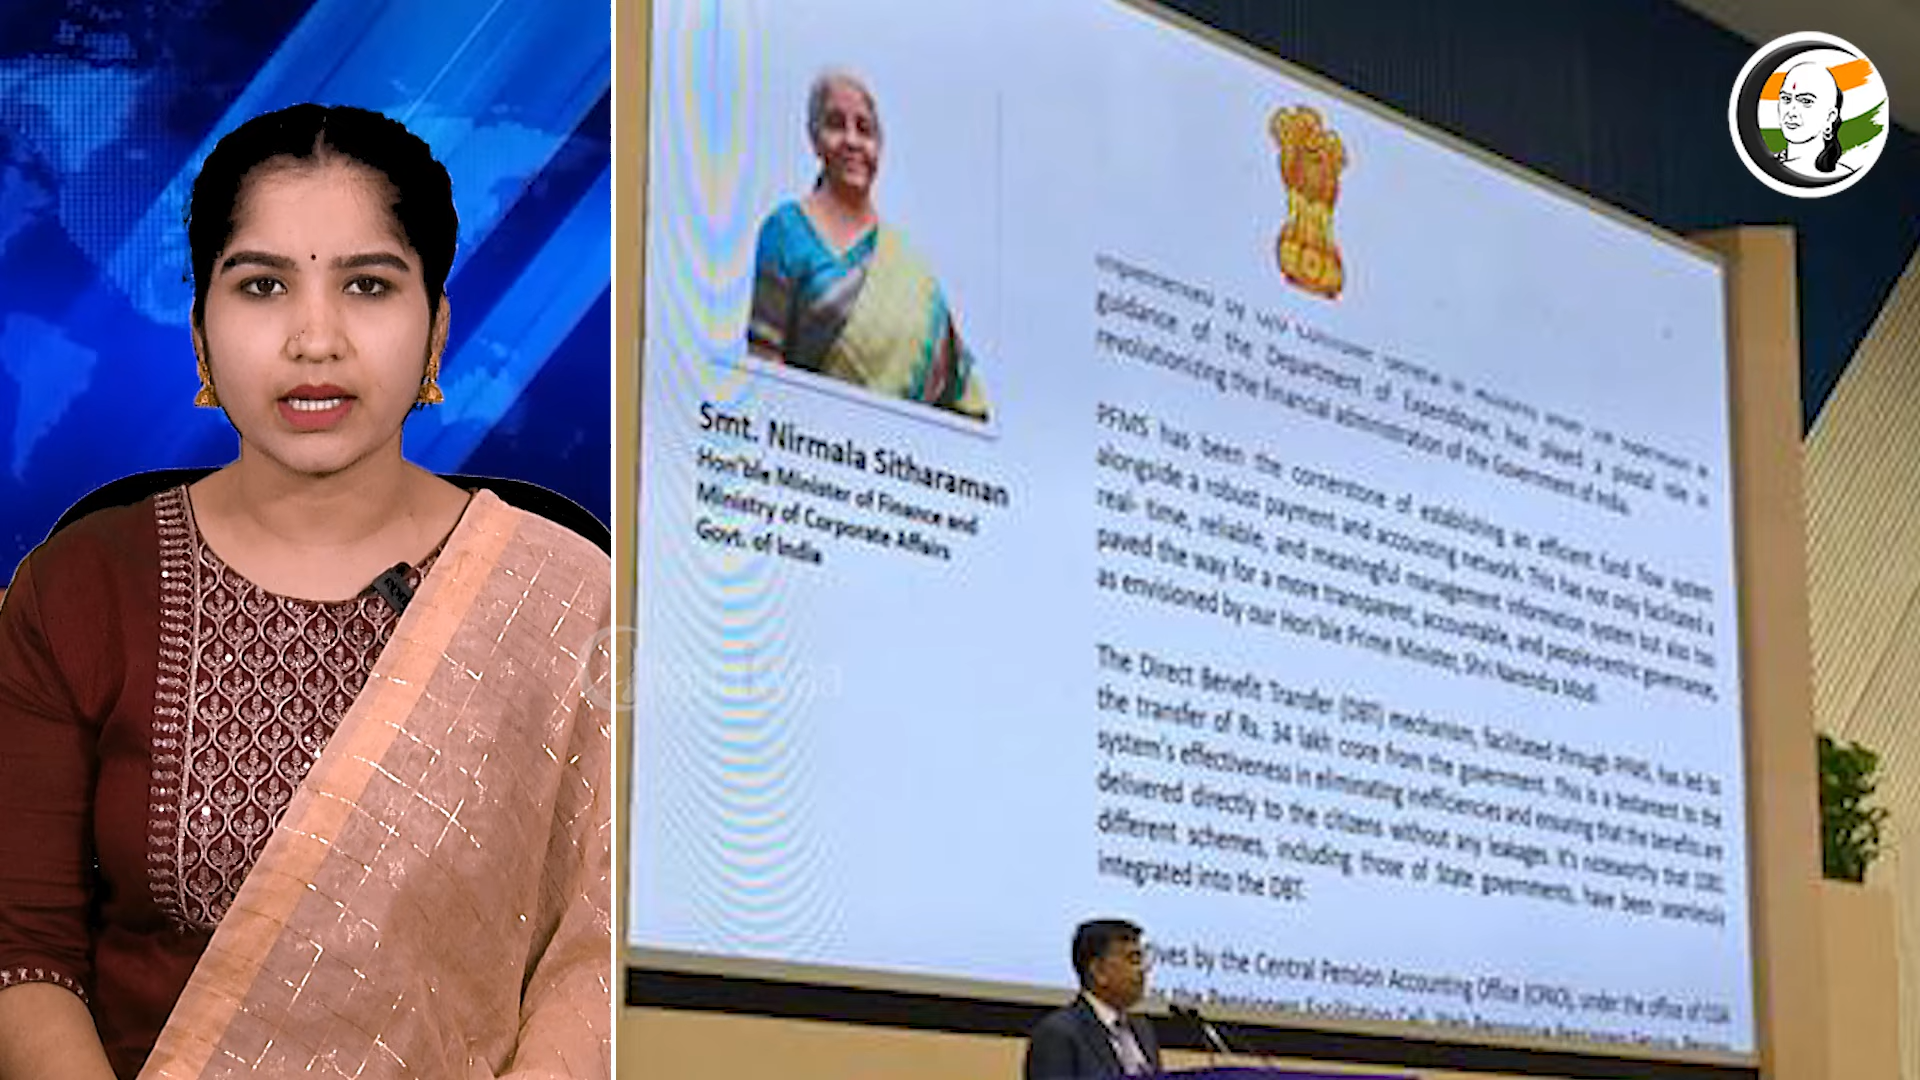 Smt. Nirmala Sitharaman
Hon'ble Minister of Finance and
Ministry of Corporate Affairs
Govt. of India
guidance of the Department of Expenditure, has played a pivotal role in
revolutionizing the financial administration of the Government of India.
PFMS has been the cornerstone of establishing an efficient fund flow system
alongside a robust payment and accounting network. This has not only facilitated a
real- time, reliable, and meaningful management information system but also has
paved the way for a more transparent, accountable, and people-centric governance,
as envisioned by our Hon'ble Prime Minister, Shri Narendra Modi.
The Direct Benefit Transfer (DBT) mechanism, facilitated through PFMS, has led to
the transfer of Rs. 34 lakh crore from the government. This is a testament to the
system's effectiveness in eliminating inefficiencies and ensuring that the benefits are
delivered directly to the citizens without any leakages. It's noteworthy that
different schemes, including those of State governments, have been seamlessly
integrated into the DBT.
by the Central Pension Accounting Office (CPAO), under the office of CGA